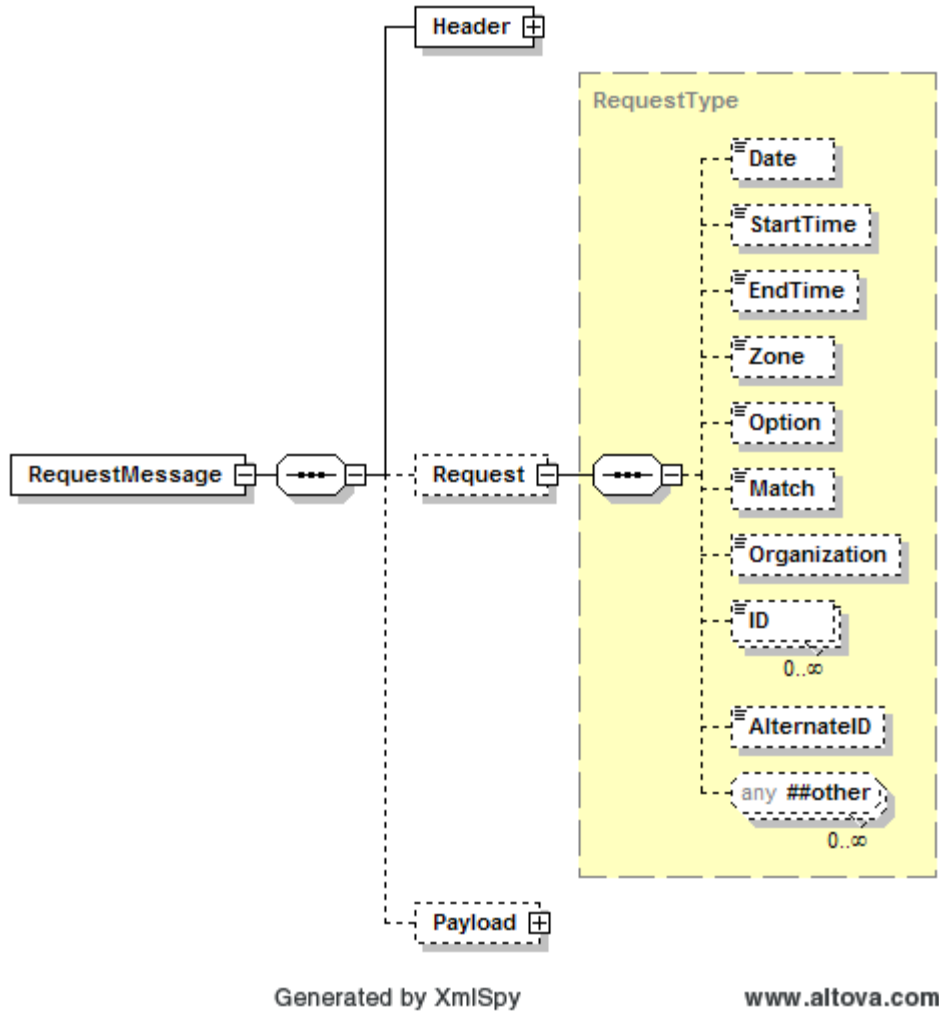 Header
RequestType
Date
StartTime
EndTime
Zone
Option
Match
Organization
ID
0..∞
AlternateID
any ##other
0..∞
RequestMessage
Request
Payload
Generated by XmlSpy
www.altova.com